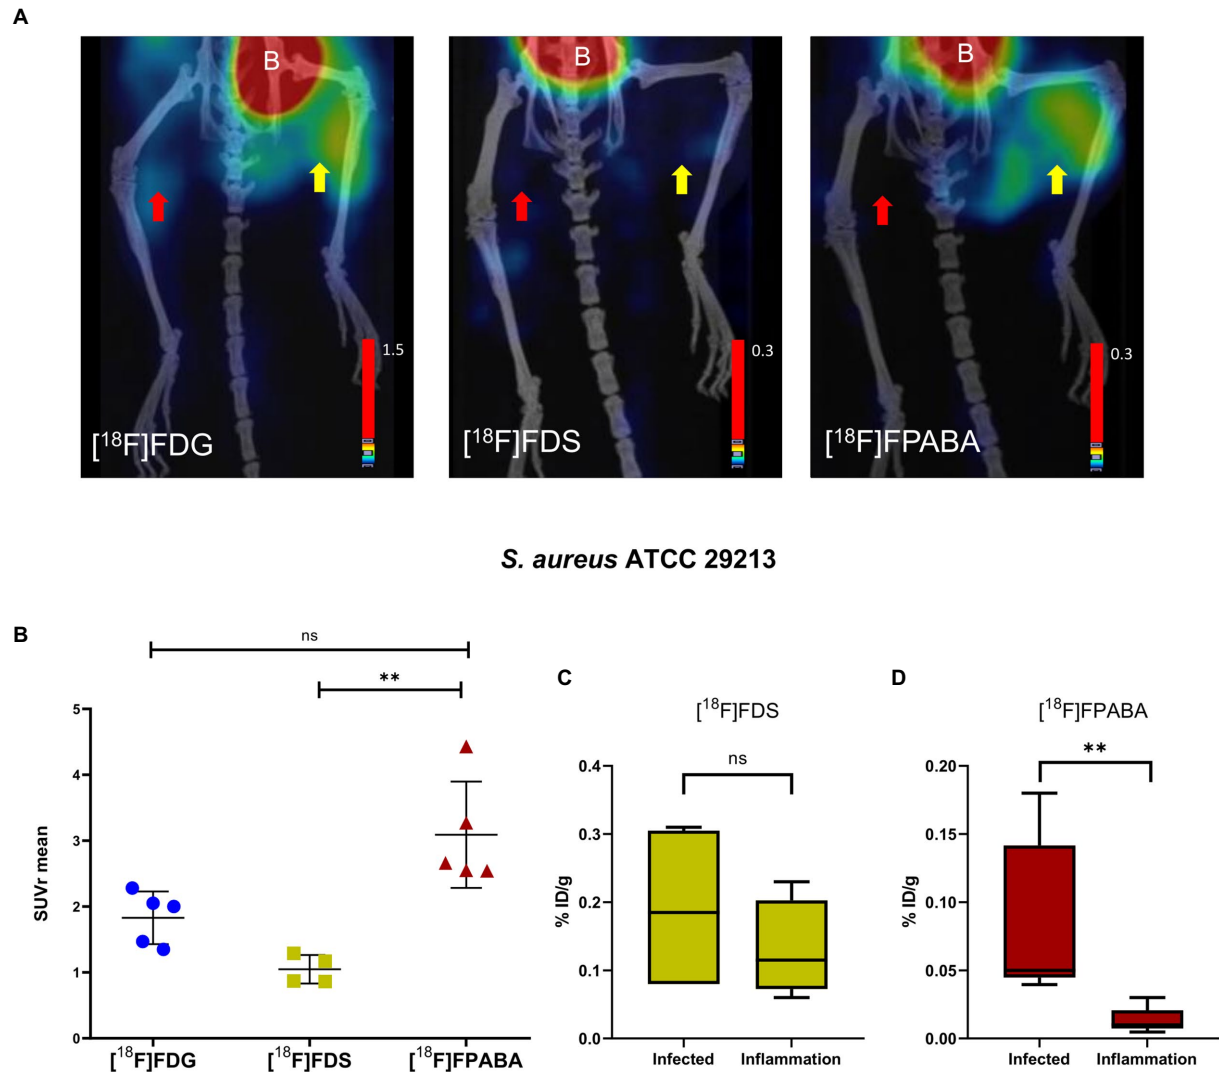 A
B
B
B
1.5
0.3
0.3
[¹⁸F]FDG
[¹⁸F]FDS
[¹⁸F]FPABA
S. aureus ATCC 29213
B
ns
**
5
4
3
2
1
0
SUVr mean
[¹⁸F]FDG
[¹⁸F]FDS
[¹⁸F]FPABA
C
[¹⁸F]FDS
ns
0.4
0.3
0.2
0.1
0.0
% ID/g
Infected
Inflammation
D
[¹⁸F]FPABA
**
0.20
0.15
0.10
0.05
0.00
% ID/g
Infected
Inflammation